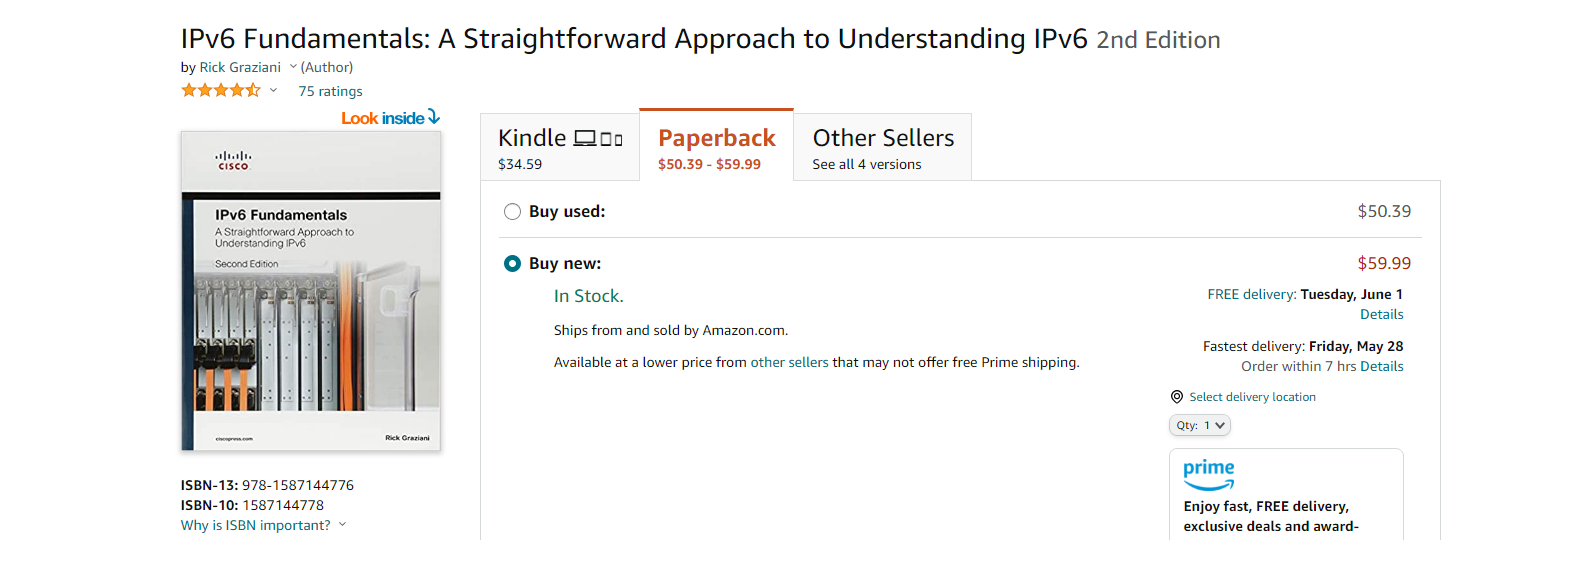 IPv6 Fundamentals: A Straightforward Approach to Understanding IPv6 2nd Edition
by Rick Graziani (Author)
75 ratings
Look inside
CISCO
IPv6 Fundamentals
A Straightforward Approach to
Understanding IPv6
Second Edition
ciscopress.com
Rick Graziani
ISBN-13: 978-1587144776
ISBN-10: 1587144778
Why is ISBN important?
Kindle
$34.59
Paperback
$50.39 - $59.99
Other Sellers
See all 4 versions
Buy used: $50.39
Buy new: $59.99
In Stock.
Ships from and sold by Amazon.com.
Available at a lower price from other sellers that may not offer free Prime shipping.
FREE delivery: Tuesday, June 1
Details
Fastest delivery: Friday, May 28
Order within 7 hrs Details
Select delivery location
Qty: 1
prime
Enjoy fast, FREE delivery,
exclusive deals and award-